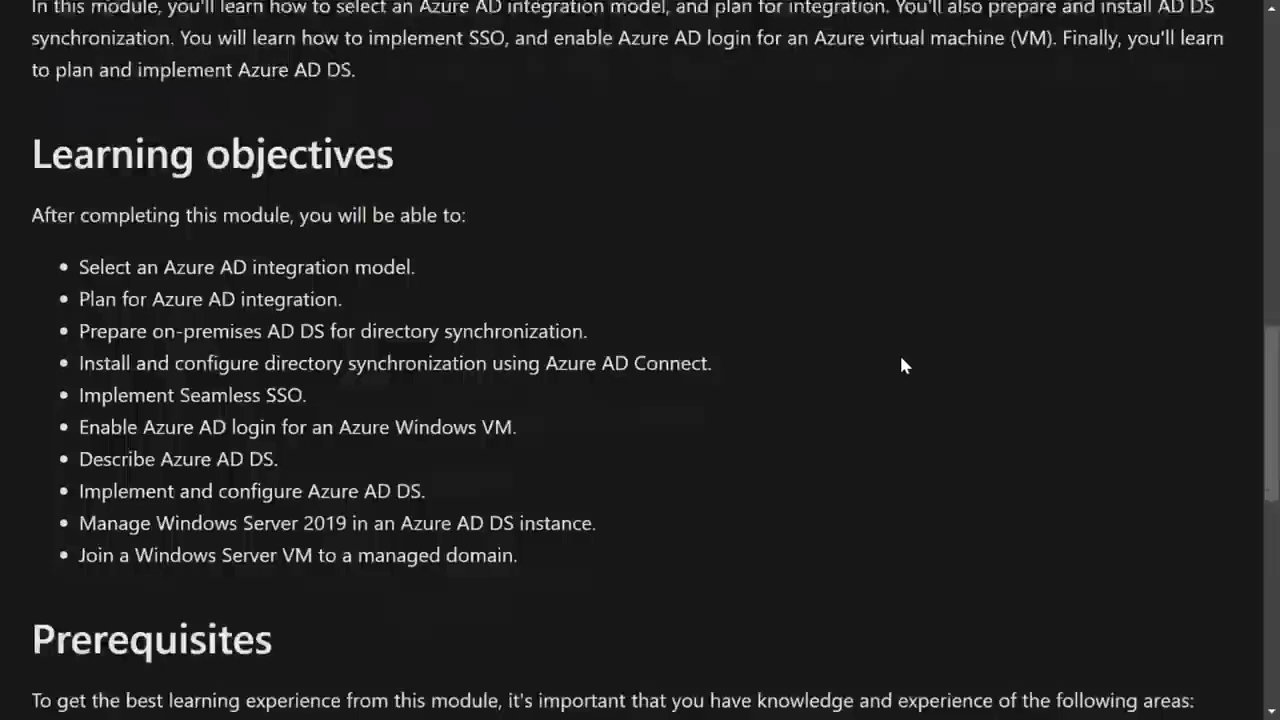 In this module, you'll learn how to select an Azure AD integration model, and plan for integration. You'll also prepare and install AD DS
synchronization. You will learn how to implement SSO, and enable Azure AD login for an Azure virtual machine (VM). Finally, you'll learn
to plan and implement Azure AD DS.
Learning objectives
After completing this module, you will be able to:
• Select an Azure AD integration model.
• Plan for Azure AD integration.
• Prepare on-premises AD DS for directory synchronization.
• Install and configure directory synchronization using Azure AD Connect.
• Implement Seamless SSO.
• Enable Azure AD login for an Azure Windows VM.
• Describe Azure AD DS.
• Implement and configure Azure AD DS.
• Manage Windows Server 2019 in an Azure AD DS instance.
• Join a Windows Server VM to a managed domain.
Prerequisites
To get the best learning experience from this module, it's important that you have knowledge and experience of the following areas: